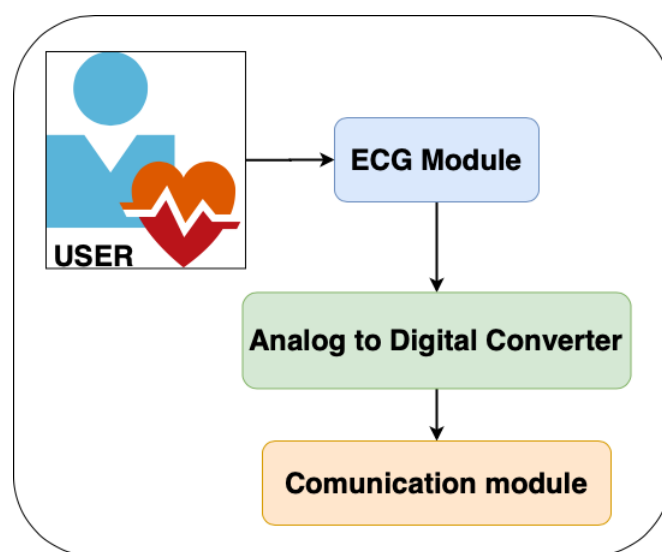 USER
ECG Module
Analog to Digital Converter
Comunication module